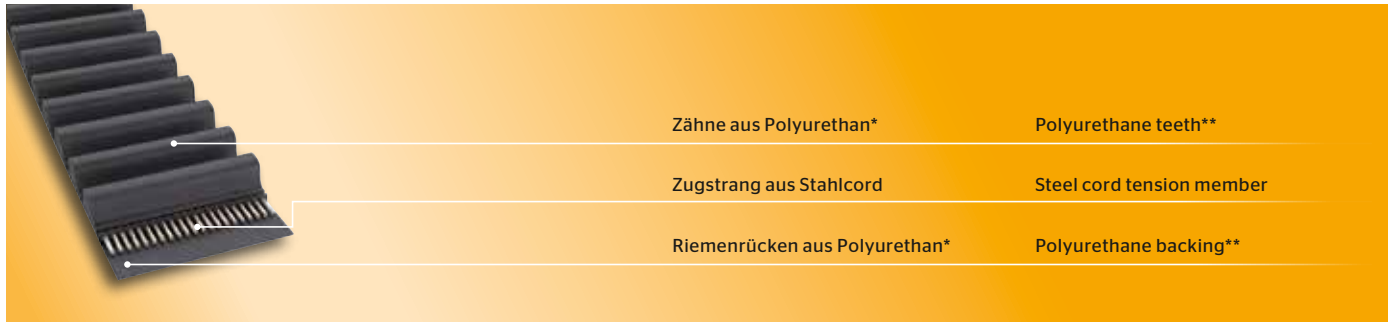 Zähne aus Polyurethan* Polyurethane teeth**
Zugstrang aus Stahlcord Steel cord tension member
Riemenrücken aus Polyurethan* Polyurethane backing**